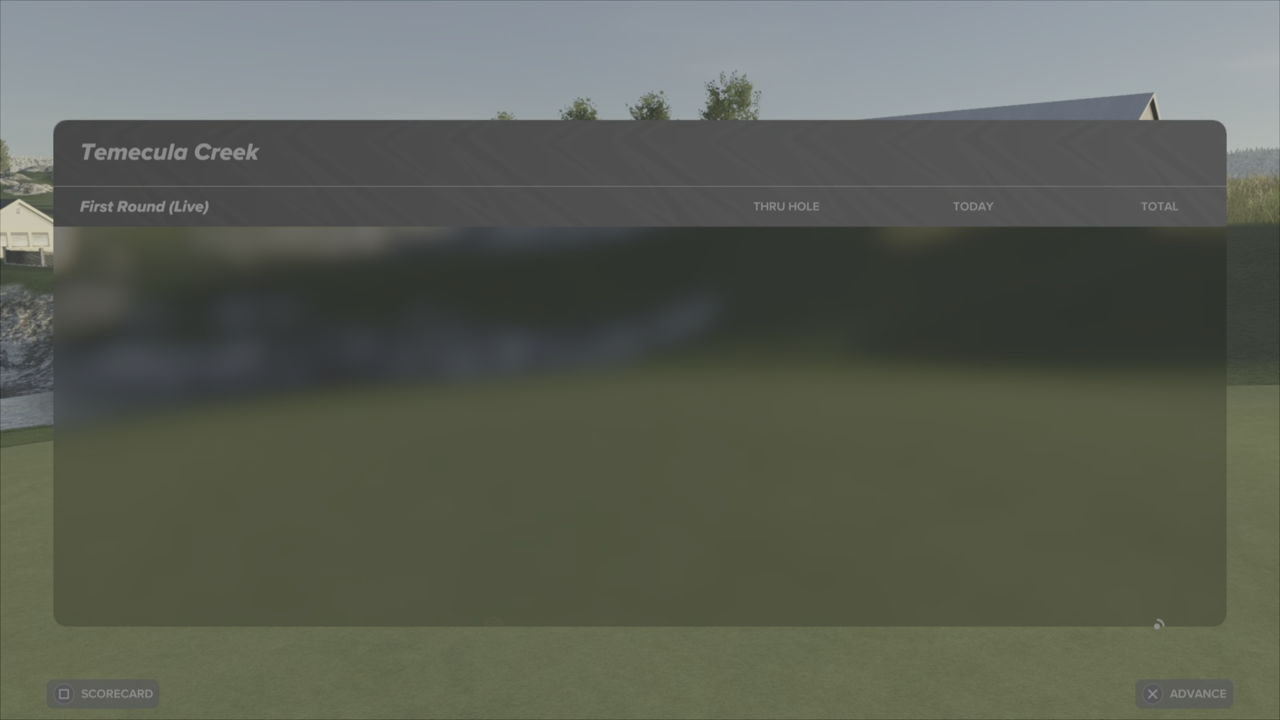 Temecula Creek
First Round (Live) THRU HOLE TODAY TOTAL
SCORECARD ADVANCE